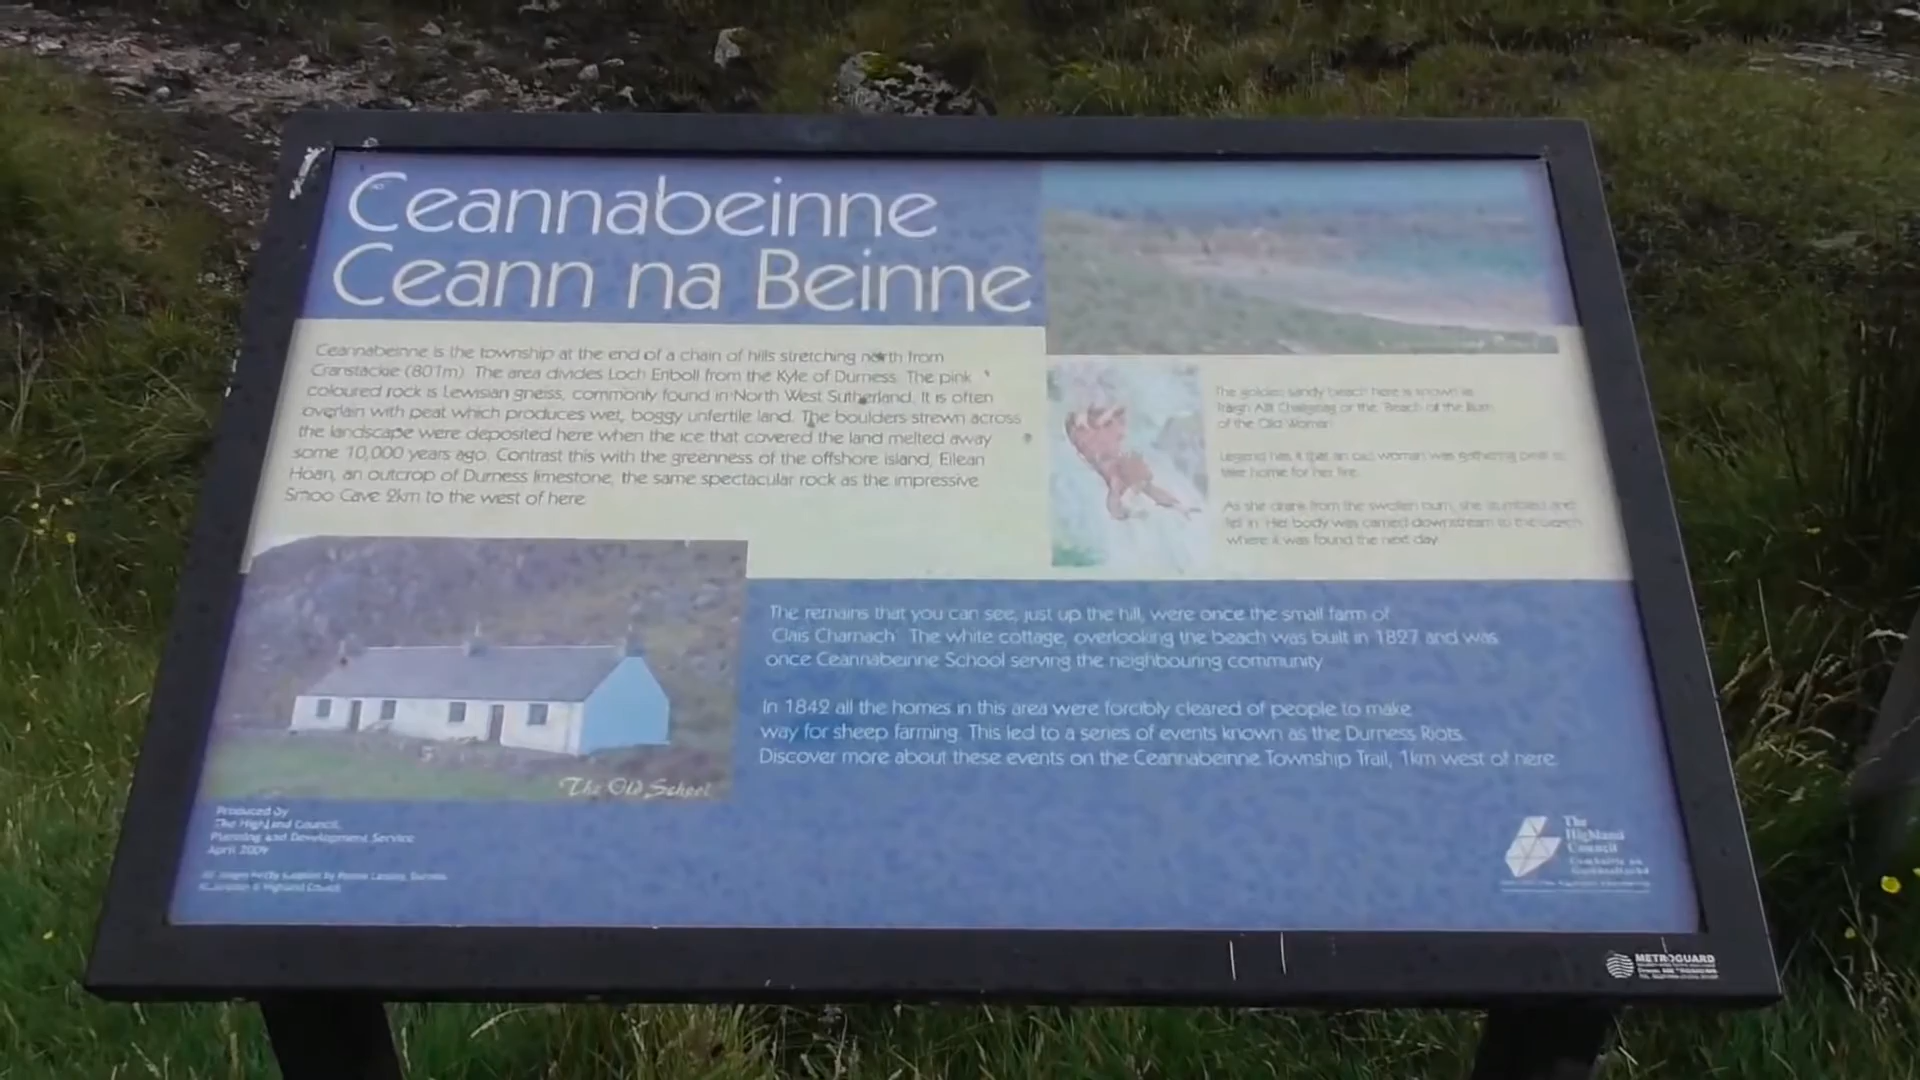 Ceannabeinne
Ceann na Beinne
Ceannabeinne is the township at the end of a chain of hills stretching north from
Cranstackie (801m). The area divides Loch Eriboll from the Kyle of Durness. The pink
coloured rock is Lewisian gneiss, commonly found in North West Sutherland. It is often
overlain with peat which produces wet, boggy unfertile land. The boulders strewn across
the landscape were deposited here when the ice that covered the land melted away
some 10,000 years ago. Contrast this with the greenness of the offshore island, Eilean
Hoan, an outcrop of Durness limestone, the same spectacular rock as the impressive
Smoo Cave 2km to the west of here
The golden sandy beach here is known as
Tràigh Allt Chailgeag or the 'Beach of the Burn
of the Old Woman'
Legend has it that an old woman was gathering peat to
take home for her fire.
As she drank from the swollen burn, she stumbled and
fell in. Her body was carried downstream to the beach
where it was found the next day
The remains that you can see, just up the hill, were once the small farm of
'Clais Charnach' The white cottage, overlooking the beach was built in 1827 and was
once Ceannabeinne School serving the neighbouring community
In 1842 all the homes in this area were forcibly cleared of people to make
way for sheep farming. This led to a series of events known as the Durness Riots.
Discover more about these events on the Ceannabeinne Township Trail, 1km west of here.
The Old School
Produced by
The Highland Council,
Planning and Development Service
April 2009
The
Highland
Council
METROGUARD